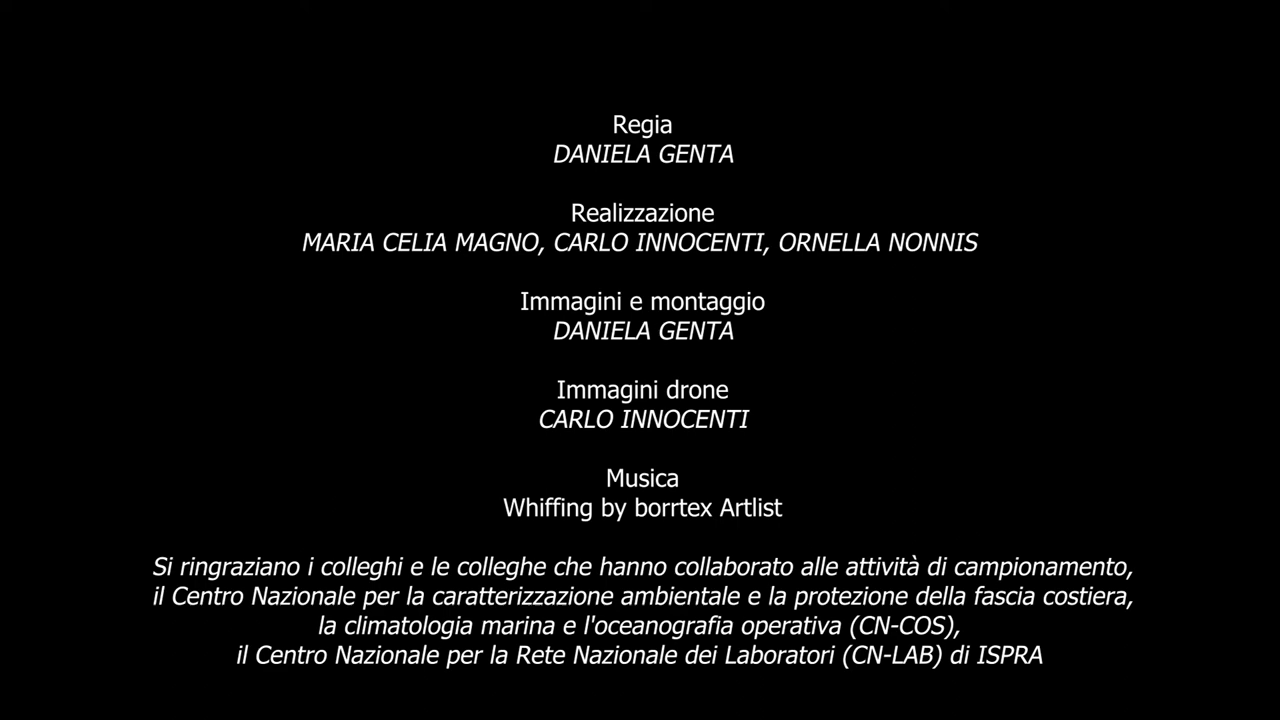 Regia
DANIELA GENTA
Realizzazione
MARIA CELIA MAGNO, CARLO INNOCENTI, ORNELLA NONNIS
Immagini e montaggio
DANIELA GENTA
Immagini drone
CARLO INNOCENTI
Musica
Whiffing by borrtex Artlist
Si ringraziano i colleghi e le colleghe che hanno collaborato alle attività di campionamento,
il Centro Nazionale per la caratterizzazione ambientale e la protezione della fascia costiera,
la climatologia marina e l'oceanografia operativa (CN-COS),
il Centro Nazionale per la Rete Nazionale dei Laboratori (CN-LAB) di ISPRA